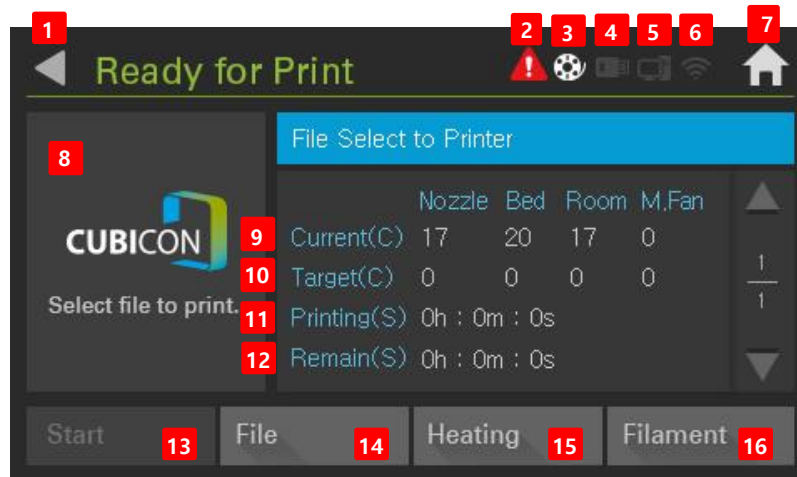 1 2 3 4 5 6 7
Ready for Print
8
File Select to Printer
CUBICON
Select file to print.
Nozzle Bed Room M,Fan
9 Current(C) 17 20 17 0
10 Target(C) 0 0 0 0
11 Printing(S) 0h : 0m : 0s
12 Remain(S) 0h : 0m : 0s
1
1
Start 13 File 14 Heating 15 Filament 16